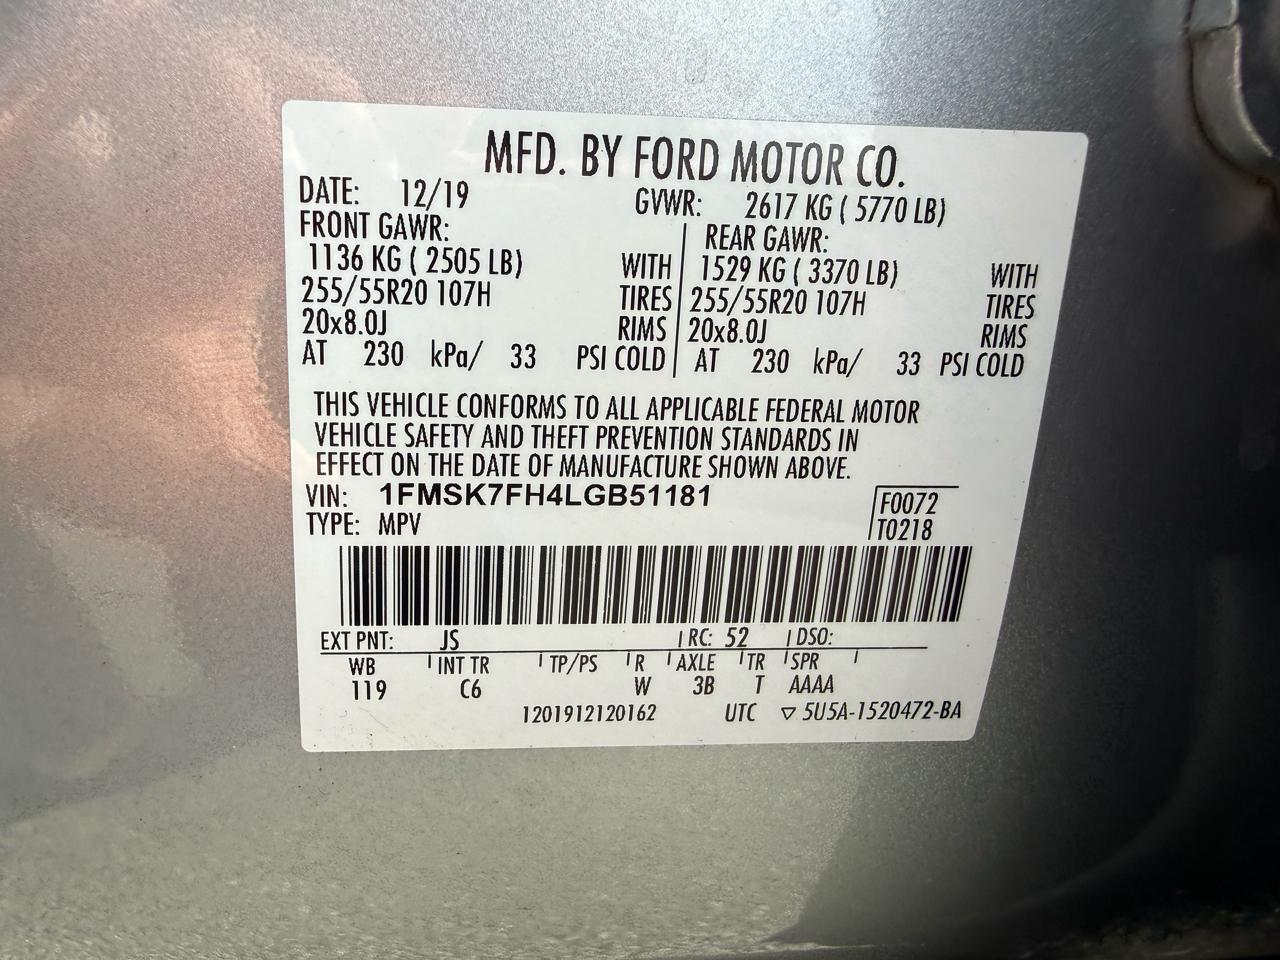 MFD. BY FORD MOTOR CO.
DATE: 12/19 GVWR: 2617 KG ( 5770 LB)
FRONT GAWR: REAR GAWR:
1136 KG ( 2505 LB) WITH 1529 KG ( 3370 LB) WITH
255/55R20 107H TIRES 255/55R20 107H TIRES
20x8.0J RIMS 20x8.0J RIMS
AT 230 kPa/ 33 PSI COLD AT 230 kPa/ 33 PSI COLD
THIS VEHICLE CONFORMS TO ALL APPLICABLE FEDERAL MOTOR
VEHICLE SAFETY AND THEFT PREVENTION STANDARDS IN
EFFECT ON THE DATE OF MANUFACTURE SHOWN ABOVE.
VIN: 1FMSK7FH4LGB51181 F0072
TYPE: MPV T0218
EXT PNT: JS RC: 52 DSO:
WB INT TR TP/PS R AXLE TR SPR
119 C6 W 3B T AAAA
1201912120162 UTC ▽ 5U5A-1520472-BA